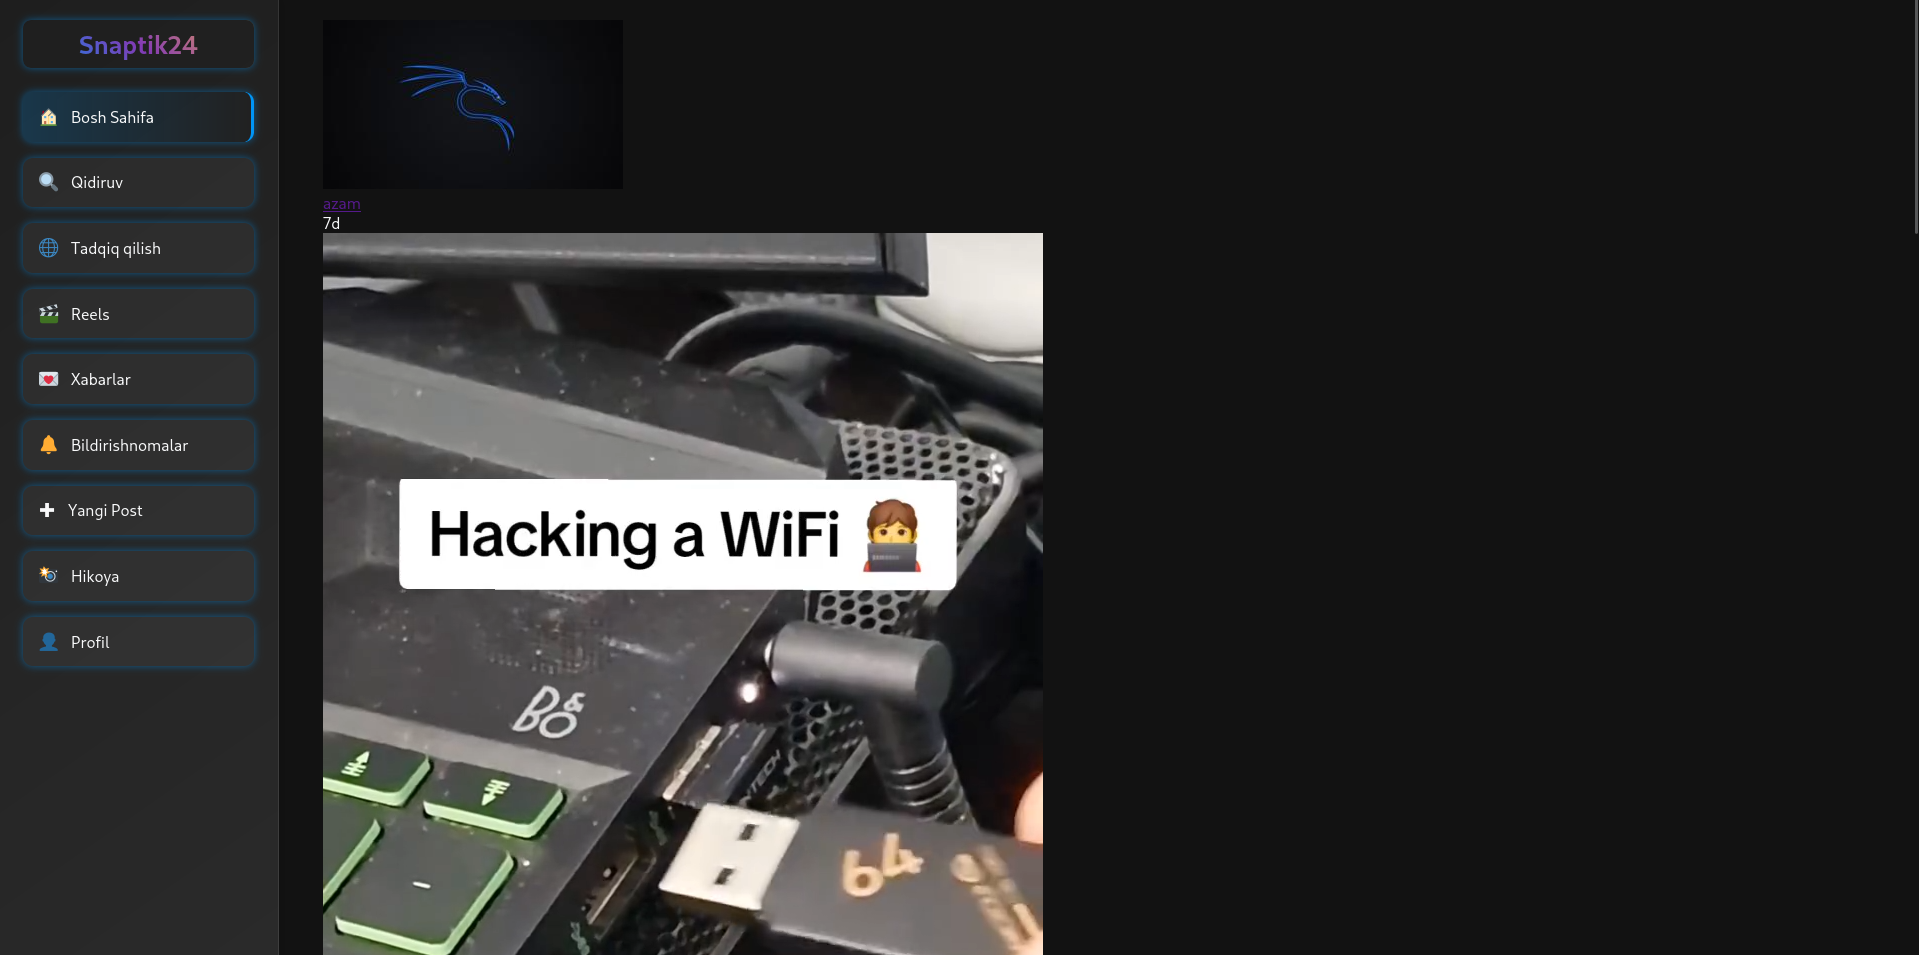 Snaptik24
Bosh Sahifa
Qidiruv
Tadqiq qilish
Reels
Xabarlar
Bildirishnomalar
Yangi Post
Hikoya
Profil
azam
7d
Hacking a WiFi
B&O
64